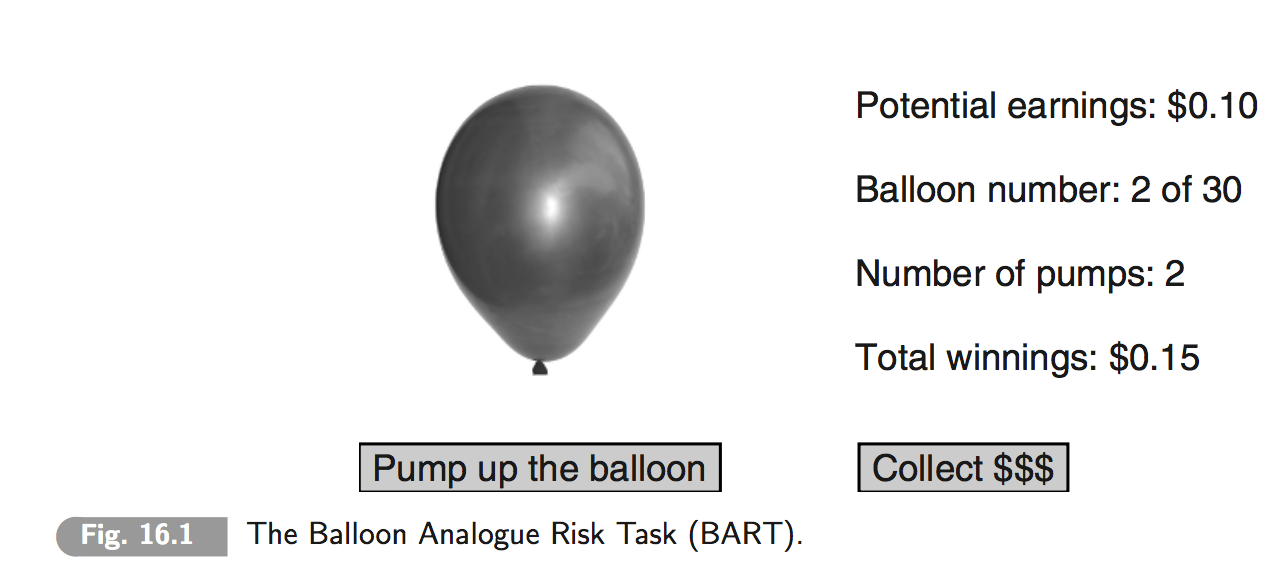 Potential earnings: $0.10
Balloon number: 2 of 30
Number of pumps: 2
Total winnings: $0.15
Pump up the balloon
Collect $$$
Fig. 16.1 The Balloon Analogue Risk Task (BART).